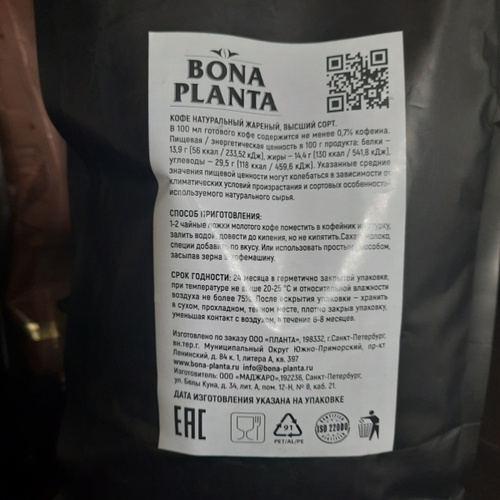 BONA
PLANTA
КОФЕ НАТУРАЛЬНЫЙ ЖАРЕНЫЙ, ВЫСШИЙ СОРТ.
В 100 мл готового кофе содержится не менее 0,7% кофеина.
Пищевая / энергетическая ценность в 100 г продукта: белки –
13,9 г (56 ккал / 233,52 кДж), жиры – 14,4 г (130 ккал / 541,8 кДж),
углеводы – 29,5 г (118 ккал / 459,6 кДж). Указанные средние
значения пищевой ценности могут колебаться в зависимости от
климатических условий произрастания и сортовых особенностей
используемого натурального сырья.
СПОСОБ ПРИГОТОВЛЕНИЯ:
1-2 чайные ложки молотого кофе поместить в кофейник или турку,
залить водой, довести до кипения, но не кипятить. Сахар, молоко,
специи добавить по вкусу. Или использовать простым способом,
засыпав зерна в кофемашину.
СРОК ГОДНОСТИ: 24 месяца в герметично закрытой упаковке,
при температуре не выше 20-25 °С и относительной влажности
воздуха не более 75%. После вскрытия упаковки – хранить
в сухом, прохладном, темном месте, плотно закрыв упаковку,
уменьшая контакт с воздухом, в течение 6-8 месяцев.
Изготовлено по заказу ООО «ПЛАНТА», 198332, г.Санкт-Петербург,
вн.тер.г. Муниципальный Округ Южно-Приморский, пр-кт
Ленинский, д. 84 к. 1, литера А, кв. 397
www.bona-planta.ru info@bona-planta.ru
Изготовитель: ООО «МАДЖАРО»,192236, Санкт-Петербург,
ул. Белы Куна, д. 34, лит. А, пом. 12-Н, № 8, каб. 21.
ДАТА ИЗГОТОВЛЕНИЯ УКАЗАНА НА УПАКОВКЕ
EAC
91
PET/AL/PE
ISO 22000